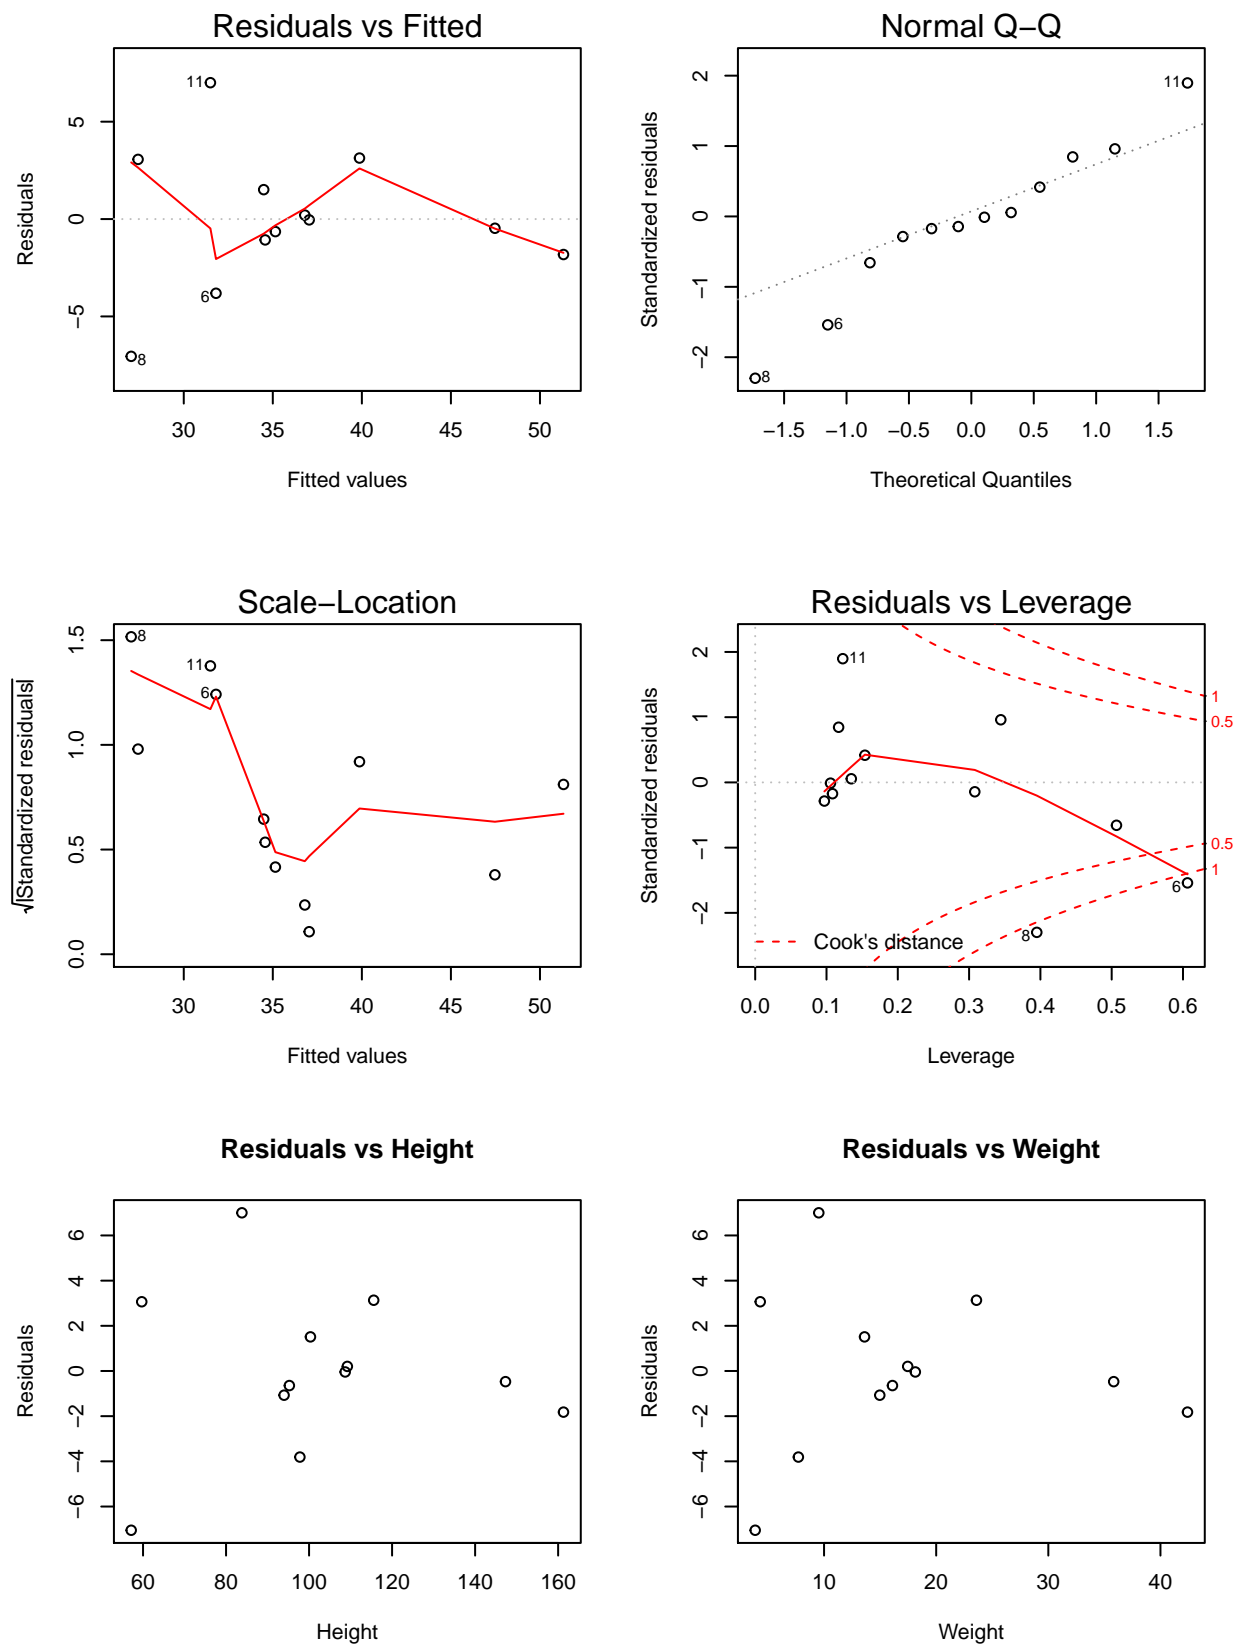 Residuals vs Fitted
Residuals
5
0
−5
11
6
8
30 35 40 45 50
Fitted values
Normal Q−Q
Standardized residuals
2
1
0
−1
−2
11
6
8
−1.5 −1.0 −0.5 0.0 0.5 1.0 1.5
Theoretical Quantiles
Scale−Location
√|Standardized residuals|
1.5
1.0
0.5
0.0
8
11
6
30 35 40 45 50
Fitted values
Residuals vs Leverage
Standardized residuals
2
1
0
−1
−2
11
1
0.5
0.5
1
6
8
Cook's distance
0.0 0.1 0.2 0.3 0.4 0.5 0.6
Leverage
Residuals vs Height
Residuals
6
4
2
0
−2
−4
−6
60 80 100 120 140 160
Height
Residuals vs Weight
Residuals
6
4
2
0
−2
−4
−6
10 20 30 40
Weight